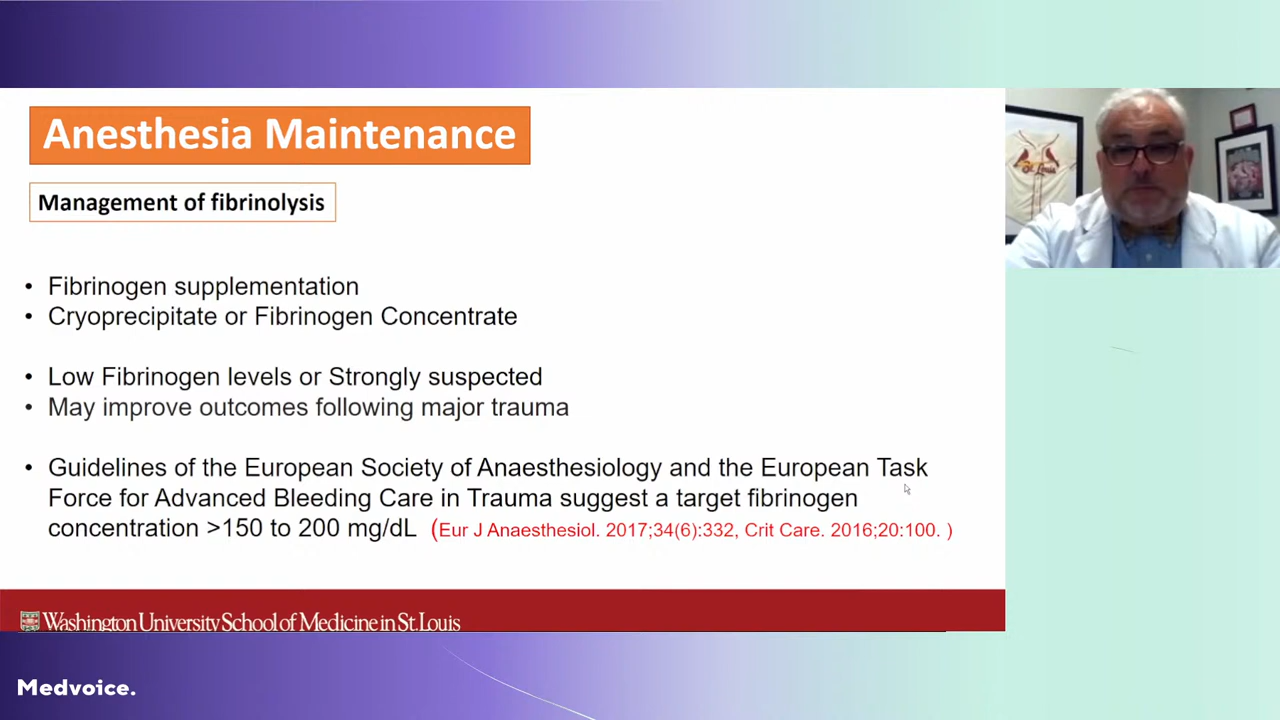 Anesthesia Maintenance
Management of fibrinolysis
• Fibrinogen supplementation
• Cryoprecipitate or Fibrinogen Concentrate
• Low Fibrinogen levels or Strongly suspected
• May improve outcomes following major trauma
• Guidelines of the European Society of Anaesthesiology and the European Task
Force for Advanced Bleeding Care in Trauma suggest a target fibrinogen
concentration >150 to 200 mg/dL (Eur J Anaesthesiol. 2017;34(6):332, Crit Care. 2016;20:100. )
St. Louis
Washington University School of Medicine in St. Louis
Medvoice.